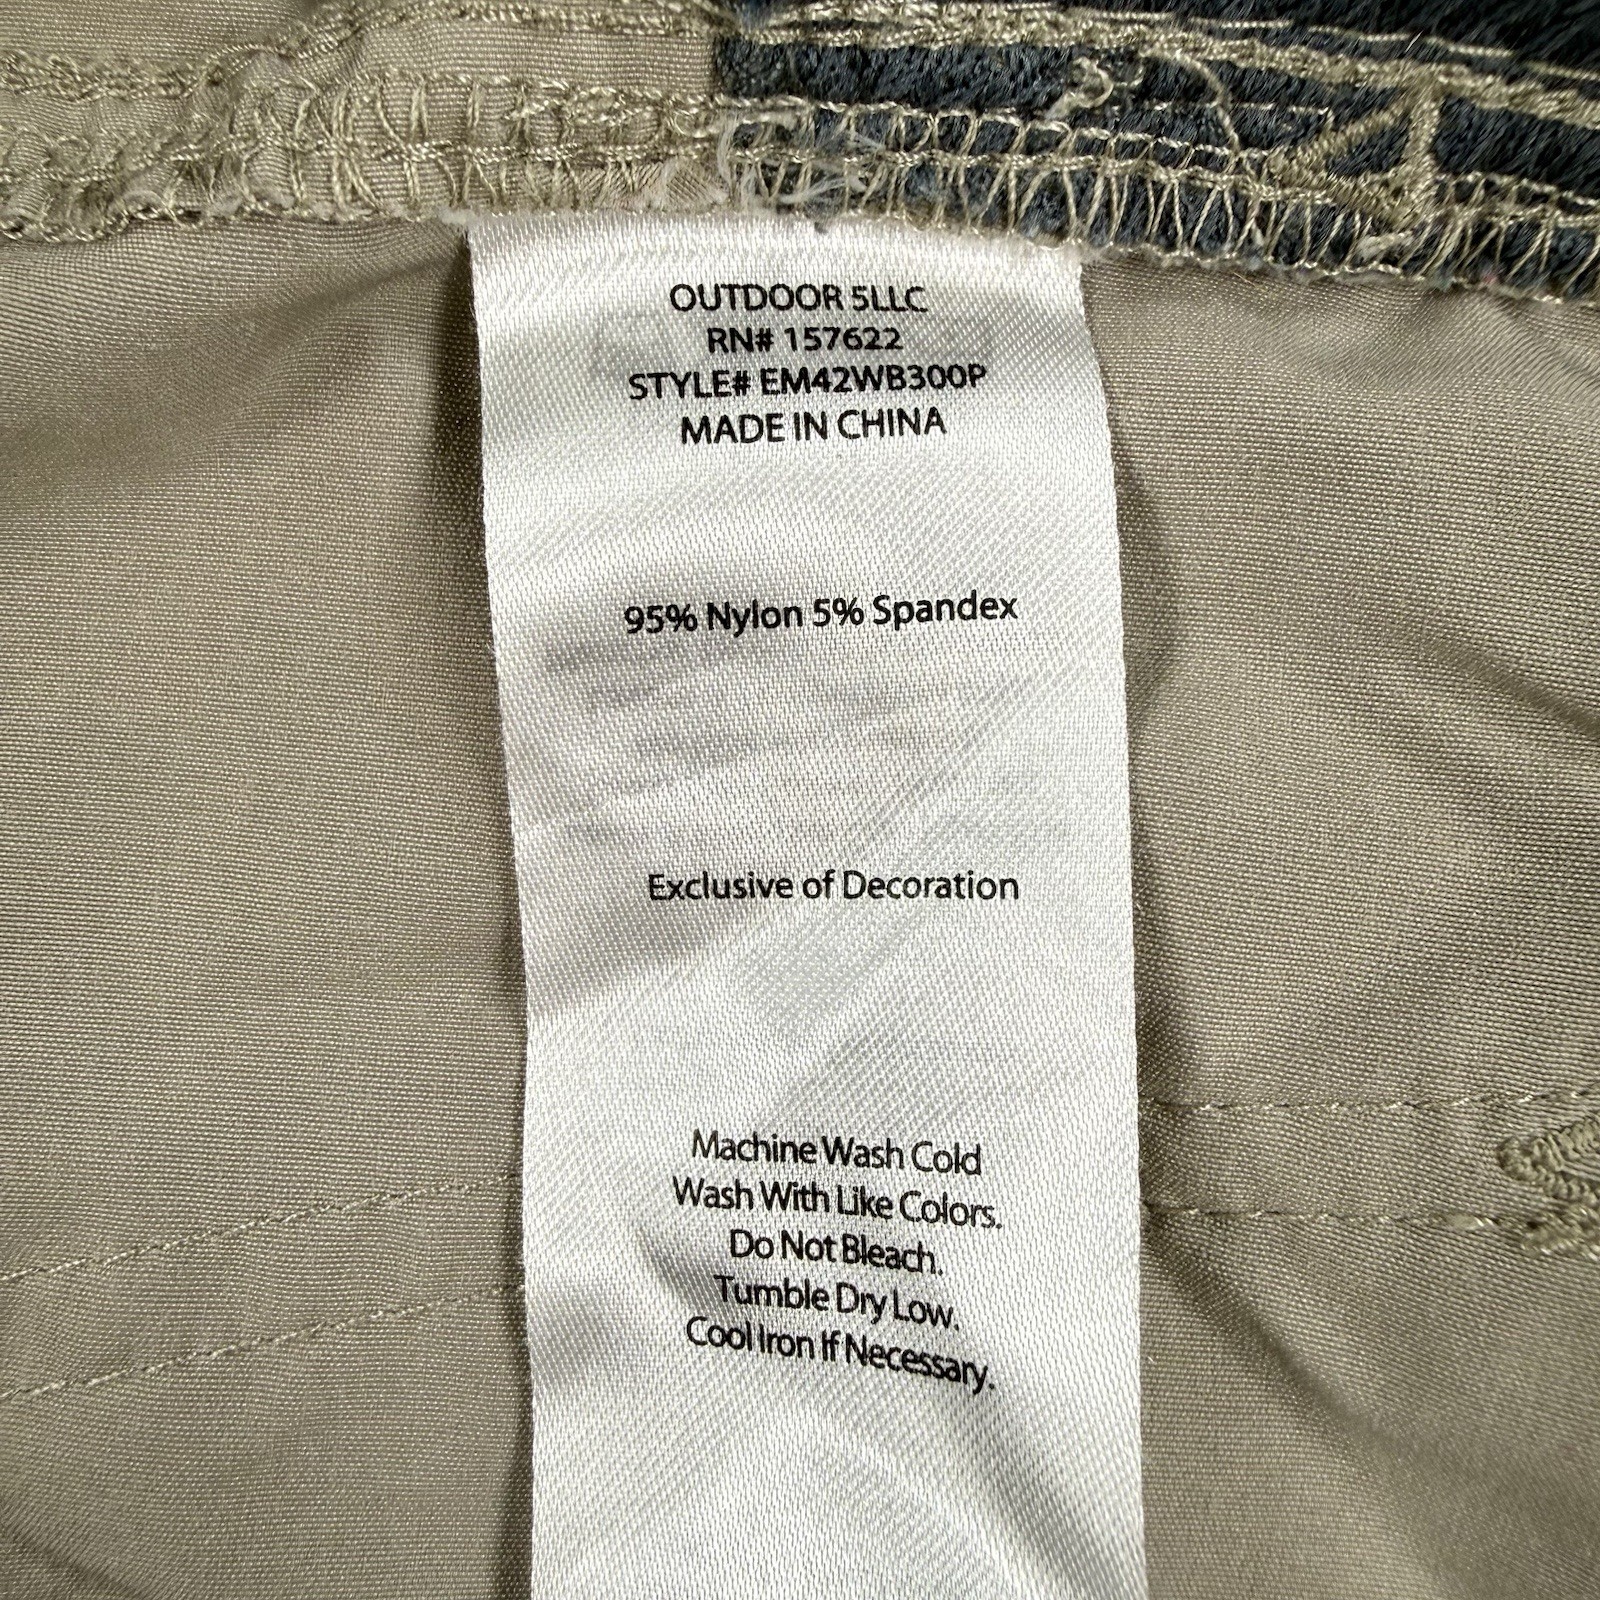 OUTDOOR 5LLC
RN# 157622
STYLE# EM42WB300P
MADE IN CHINA
95% Nylon 5% Spandex
Exclusive of Decoration
Machine Wash Cold
Wash With Like Colors.
Do Not Bleach.
Tumble Dry Low.
Cool Iron If Necessary.